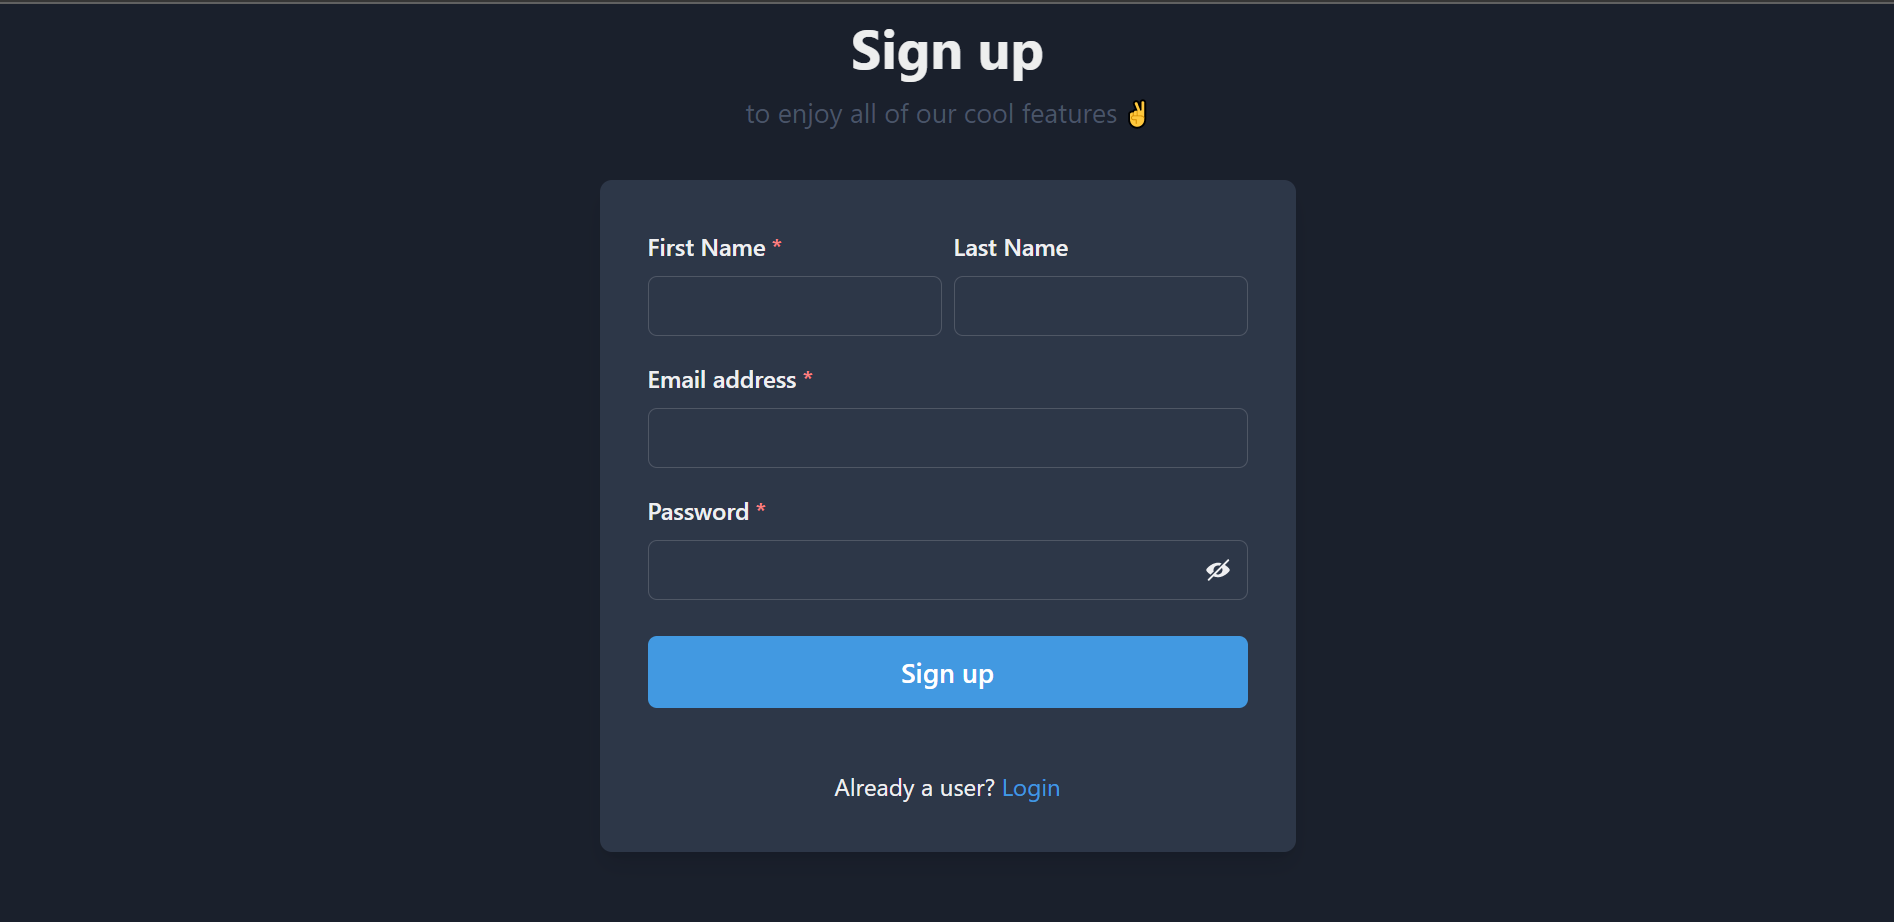 Sign up
to enjoy all of our cool features ✌
First Name *
Last Name
Email address *
Password *
Sign up
Already a user? Login